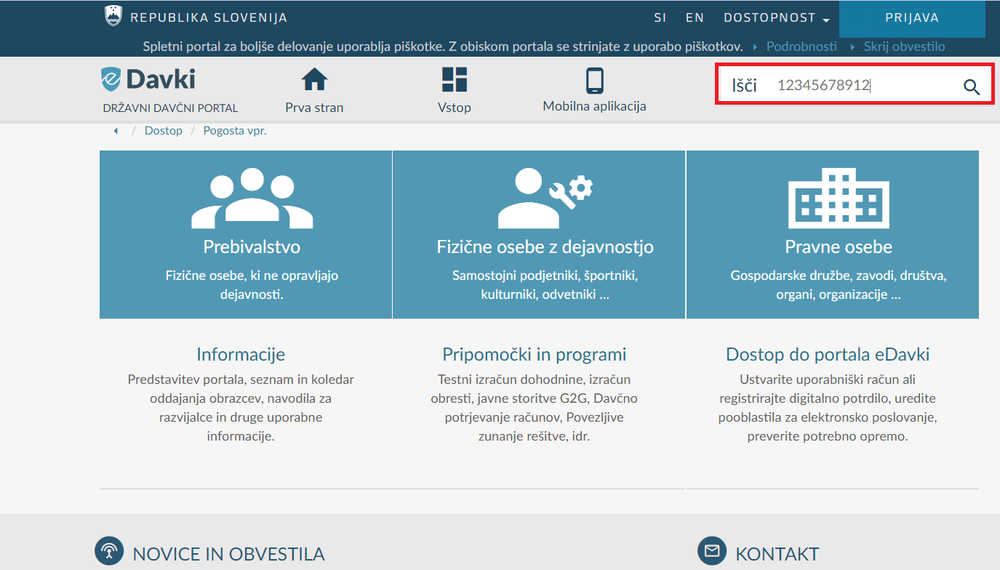 REPUBLIKA SLOVENIJA
SI EN DOSTOPNOST PRIJAVA
Spletni portal za boljše delovanje uporablja piškotke. Z obiskom portala se strinjate z uporabo piškotkov. Podrobnosti Skrij obvestilo
eDavki
DRŽAVNI DAVČNI PORTAL
Prva stran
Vstop
Mobilna aplikacija
Išči 12345678912
/ Dostop / Pogosta vpr.
Prebivalstvo
Fizične osebe, ki ne opravljajo
dejavnosti.
Fizične osebe z dejavnostjo
Samostojni podjetniki, športniki,
kulturniki, odvetniki ...
Pravne osebe
Gospodarske družbe, zavodi, društva,
organi, organizacije ...
Informacije
Predstavitev portala, seznam in koledar
oddajanja obrazcev, navodila za
razvijalce in druge uporabne
informacije.
Pripomočki in programi
Testni izračun dohodnine, izračun
obresti, javne storitve G2G, Davčno
potrjevanje računov, Povezljive
zunanje rešitve, idr.
Dostop do portala eDavki
Ustvarite uporabniški račun ali
registrirajte digitalno potrdilo, uredite
pooblastila za elektronsko poslovanje,
preverite potrebno opremo.
NOVICE IN OBVESTILA
KONTAKT